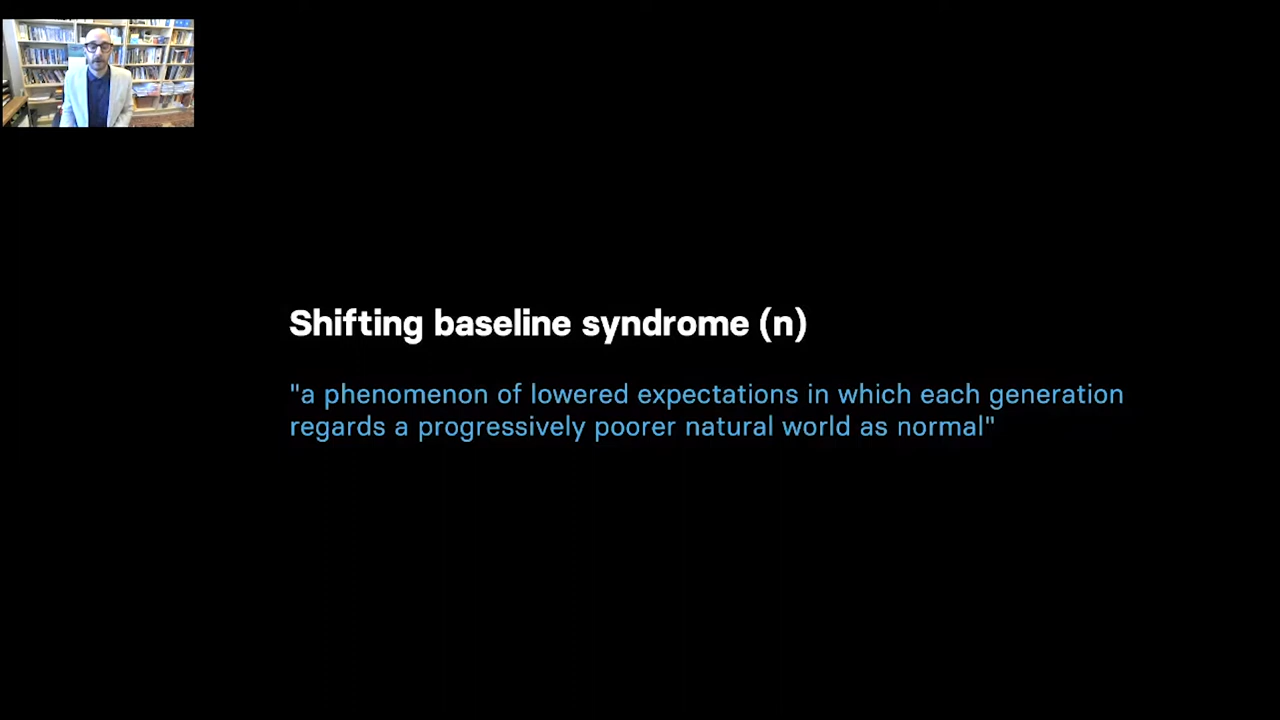 Shifting baseline syndrome (n)
"a phenomenon of lowered expectations in which each generation
regards a progressively poorer natural world as normal"